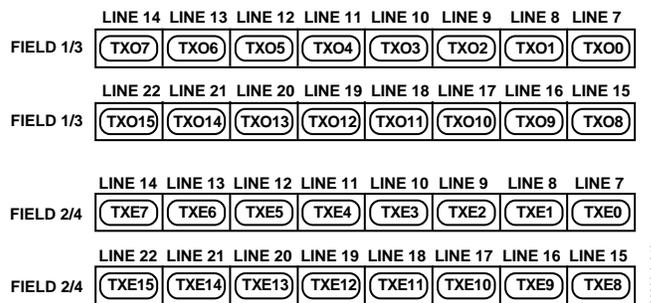 LINE 14 LINE 13 LINE 12 LINE 11 LINE 10 LINE 9 LINE 8 LINE 7
FIELD 1/3 TXO7 TXO6 TXO5 TXO4 TXO3 TXO2 TXO1 TXO0
LINE 22 LINE 21 LINE 20 LINE 19 LINE 18 LINE 17 LINE 16 LINE 15
FIELD 1/3 TXO15 TXO14 TXO13 TXO12 TXO11 TXO10 TXO9 TXO8
LINE 14 LINE 13 LINE 12 LINE 11 LINE 10 LINE 9 LINE 8 LINE 7
FIELD 2/4 TXE7 TXE6 TXE5 TXE4 TXE3 TXE2 TXE1 TXE0
LINE 22 LINE 21 LINE 20 LINE 19 LINE 18 LINE 17 LINE 16 LINE 15
FIELD 2/4 TXE15 TXE14 TXE13 TXE12 TXE11 TXE10 TXE9 TXE8